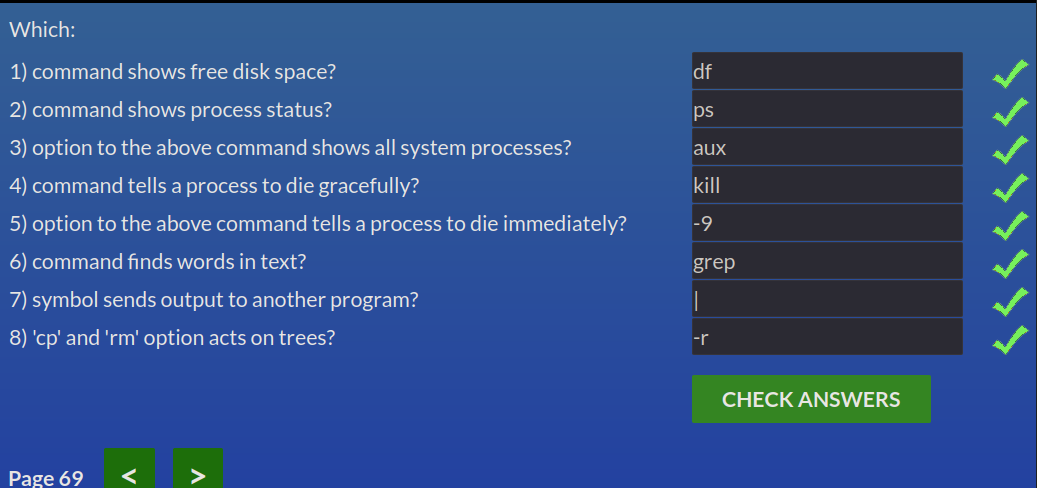 Which:
1) command shows free disk space? df
2) command shows process status? ps
3) option to the above command shows all system processes? aux
4) command tells a process to die gracefully? kill
5) option to the above command tells a process to die immediately? -9
6) command finds words in text? grep
7) symbol sends output to another program? |
8) 'cp' and 'rm' option acts on trees? -r
CHECK ANSWERS
Page 69 < >